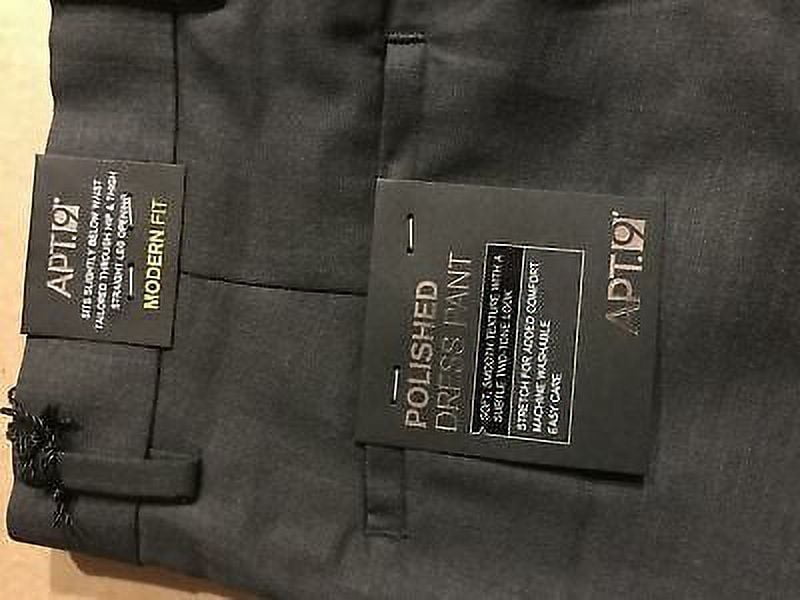 APT.9
SITS SLIGHTLY BELOW WAIST
TAILORED THROUGH HIP & THIGH
STRAIGHT LEG OPENING
MODERN FIT
POLISHED
DRESS PANT
SOFT, SMOOTH TEXTURE WITH A
SUBTLE TWO-TONE LOOK
STRETCH FOR ADDED COMFORT
MACHINE WASHABLE
EASY CARE
APT.9